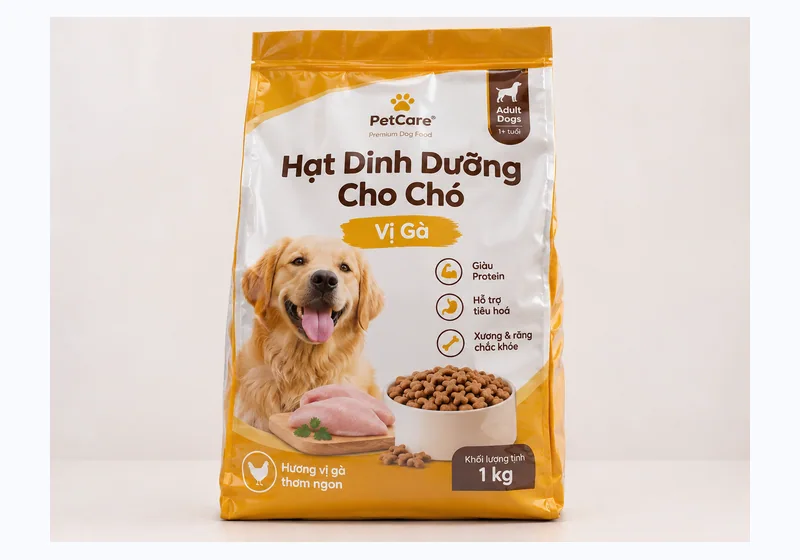 PetCare®
Premium Dog Food
Adult
Dogs
1+ tuổi
Hạt Dinh Dưỡng
Cho Chó
Vị Gà
Giàu
Protein
Hỗ trợ
tiêu hoá
Xương & răng
chắc khỏe
Hương vị gà
thơm ngon
Khối lượng tịnh
1 kg